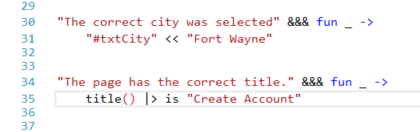 29
30 "The correct city was selected" &&& fun _ ->
31 "#txtCity" << "Fort Wayne"
32
33
34 "The page has the correct title." &&& fun _ ->
35 title() |> is "Create Account"
36
37